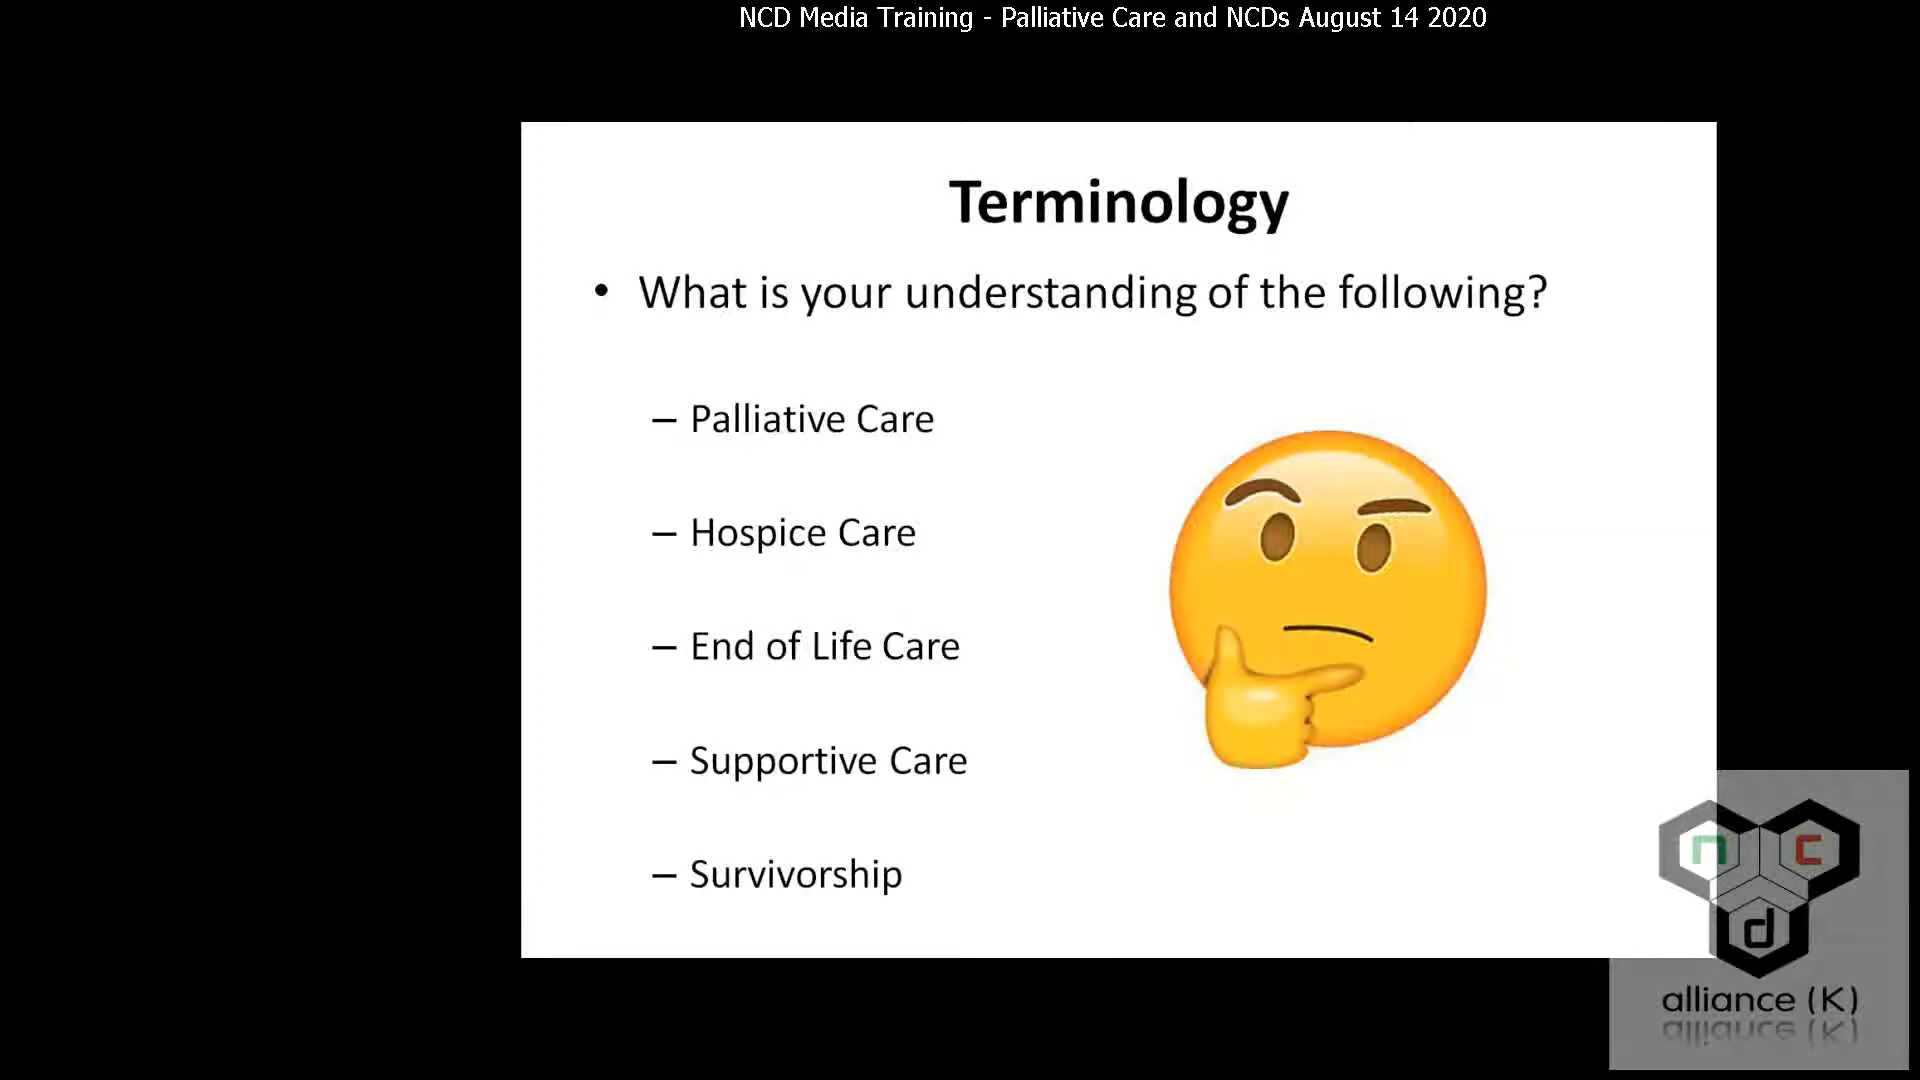 NCD Media Training - Palliative Care and NCDs August 14 2020
Terminology
• What is your understanding of the following?
– Palliative Care
– Hospice Care
– End of Life Care
– Supportive Care
– Survivorship
n c
d
alliance (K)